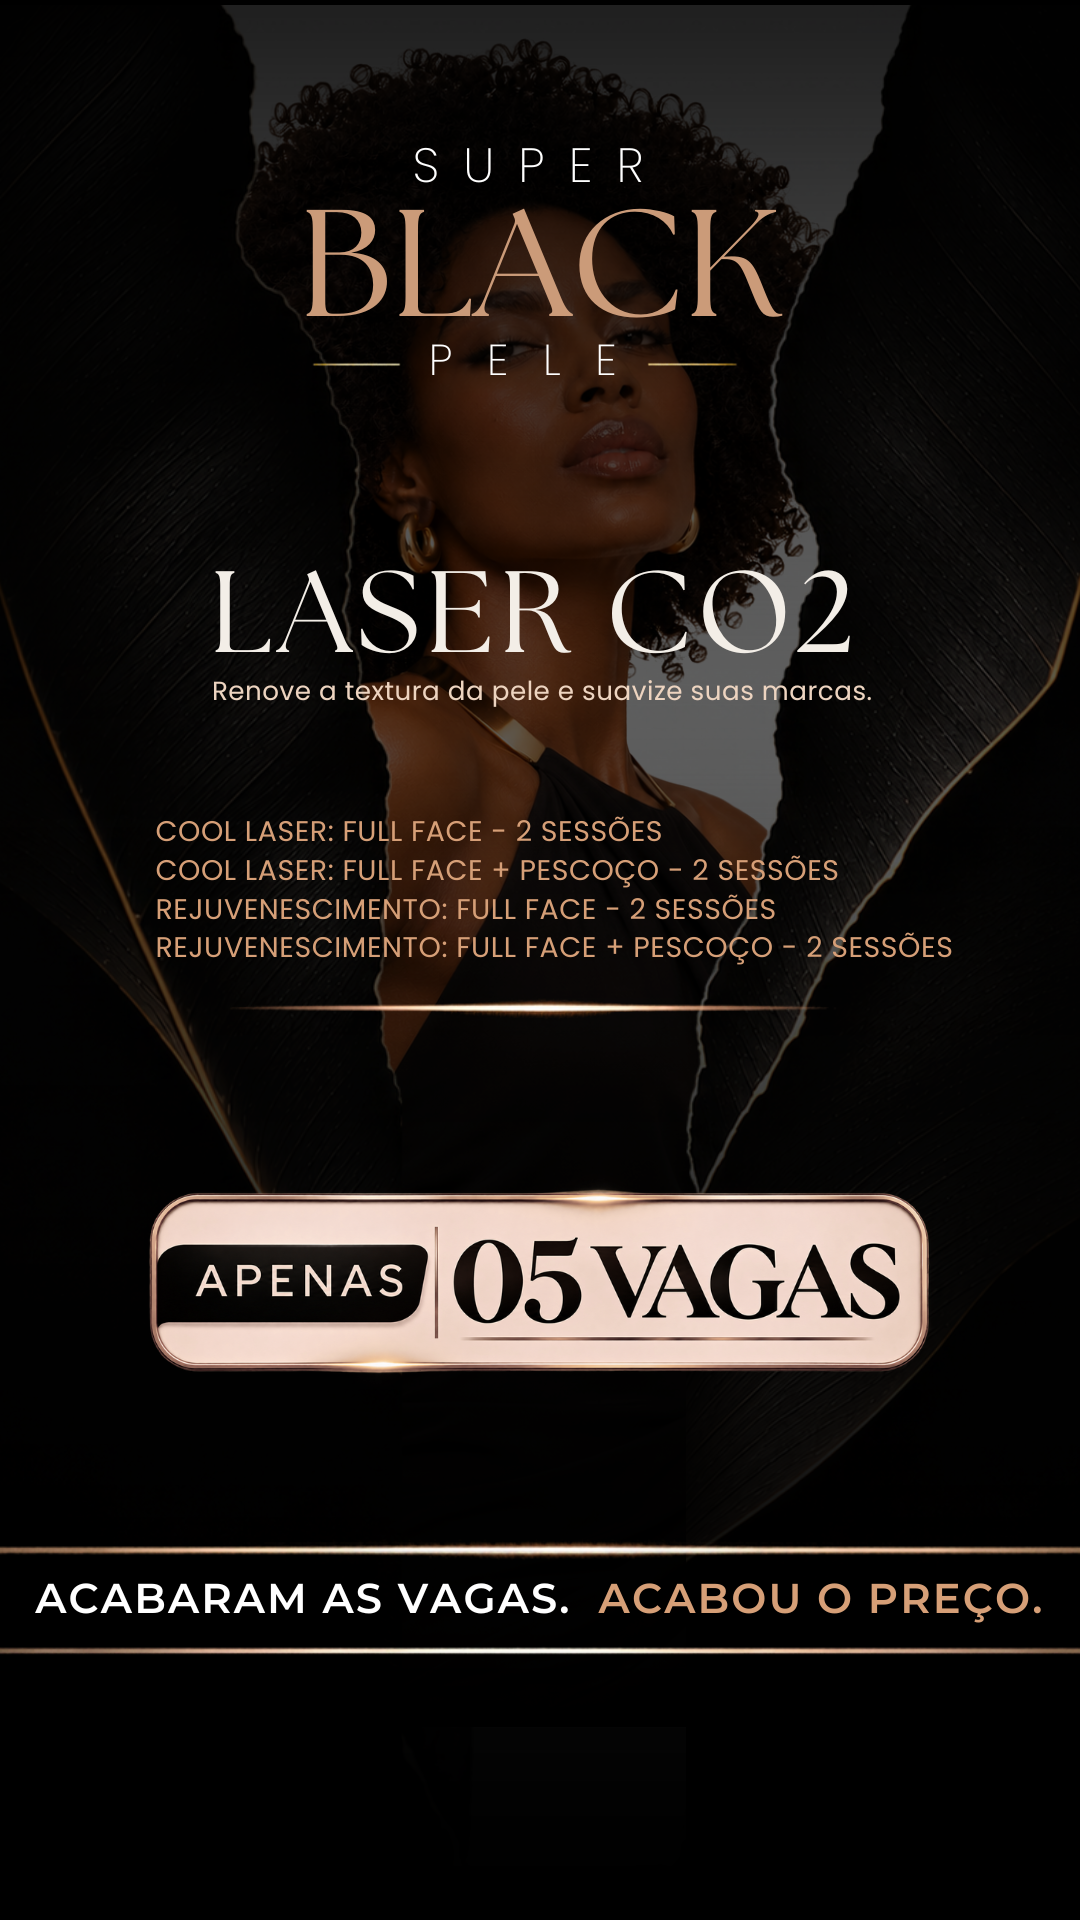 SUPER
BLACK
PELE
LASER CO2
Renove a textura da pele e suavize suas marcas.
COOL LASER: FULL FACE - 2 SESSÕES
COOL LASER: FULL FACE + PESCOÇO - 2 SESSÕES
REJUVENESCIMENTO: FULL FACE - 2 SESSÕES
REJUVENESCIMENTO: FULL FACE + PESCOÇO - 2 SESSÕES
APENAS 05 VAGAS
ACABARAM AS VAGAS. ACABOU O PREÇO.